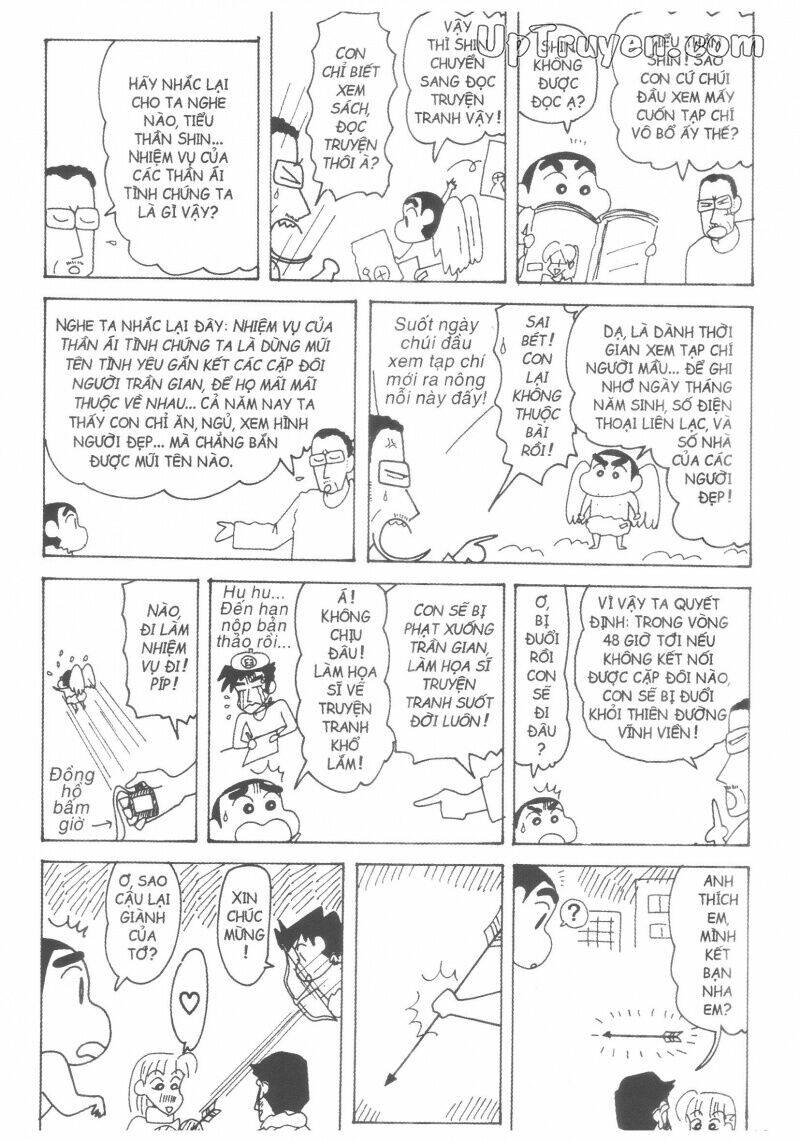 UpTruyen.com
TIỂU THẦN
SHIN! SAO
CON CỨ CHÚI
ĐẦU XEM MẤY
CUỐN TẠP CHÍ
VÔ BỔ ẤY THẾ?
SHIN
KHÔNG
ĐƯỢC
ĐỌC Ạ?
VẬY
THÌ SHIN
CHUYỂN
SANG ĐỌC
TRUYỆN
TRANH VẬY!
CON
CHỈ BIẾT
XEM
SÁCH,
ĐỌC
TRUYỆN
THÔI À?
HÃY NHẮC LẠI
CHO TA NGHE
NÀO, TIỂU
THẦN SHIN...
NHIỆM VỤ CỦA
CÁC THẦN ÁI
TÌNH CHÚNG TA
LÀ GÌ VẬY?
DẠ, LÀ DÀNH THỜI
GIAN XEM TẠP CHÍ
NGƯỜI MẪU... ĐỂ GHI
NHỚ NGÀY THÁNG
NĂM SINH, SỐ ĐIỆN
THOẠI LIÊN LẠC, VÀ
SỐ NHÀ
CỦA CÁC
NGƯỜI
ĐẸP!
SAI
BÉT!
CON
LẠI
KHÔNG
THUỘC
BÀI
RỒI!
Suốt ngày
chúi đầu
xem tạp chí
mới ra nông
nỗi này đấy!
NGHE TA NHẮC LẠI ĐÂY: NHIỆM VỤ CỦA
THẦN ÁI TÌNH CHÚNG TA LÀ DÙNG MŨI
TÊN TÌNH YÊU GẮN KẾT CÁC CẶP ĐÔI
NGƯỜI TRẦN GIAN, ĐỂ HỌ MÃI MÃI
THUỘC VỀ NHAU... CẢ NĂM NAY TA
THẤY CON CHỈ ĂN, NGỦ, XEM HÌNH
NGƯỜI ĐẸP... MÀ CHẲNG BẮN
ĐƯỢC MŨI TÊN NÀO.
VÌ VẬY TA QUYẾT
ĐỊNH: TRONG VÒNG
48 GIỜ TỚI NẾU
KHÔNG KẾT NỐI
ĐƯỢC CẶP ĐÔI NÀO,
CON SẼ BỊ ĐUỔI
KHỎI THIÊN ĐƯỜNG
VĨNH VIỄN!
Ơ,
BỊ
ĐUỔI
RỒI
CON
SẼ
ĐI
ĐÂU
?
CON SẼ BỊ
PHẠT XUỐNG
TRẦN GIAN,
LÀM HỌA SĨ
TRUYỆN
TRANH SUỐT
ĐỜI LUÔN!
Á!
KHÔNG
CHỊU
ĐÂU!
LÀM HỌA
SĨ VẼ
TRUYỆN
TRANH
KHỔ
LẮM!
Hu hu...
Đến hạn
nộp bản
thảo rồi...
NÀO,
ĐI LÀM
NHIỆM
VỤ ĐI!
PÍP!
Đồng
hồ
bấm
giờ
ANH
THÍCH
EM,
MÌNH
KẾT
BẠN
NHA
EM?
?
XIN
CHÚC
MỪNG
!
Ơ, SAO
CẬU LẠI
GIÀNH
CỦA
TỚ?